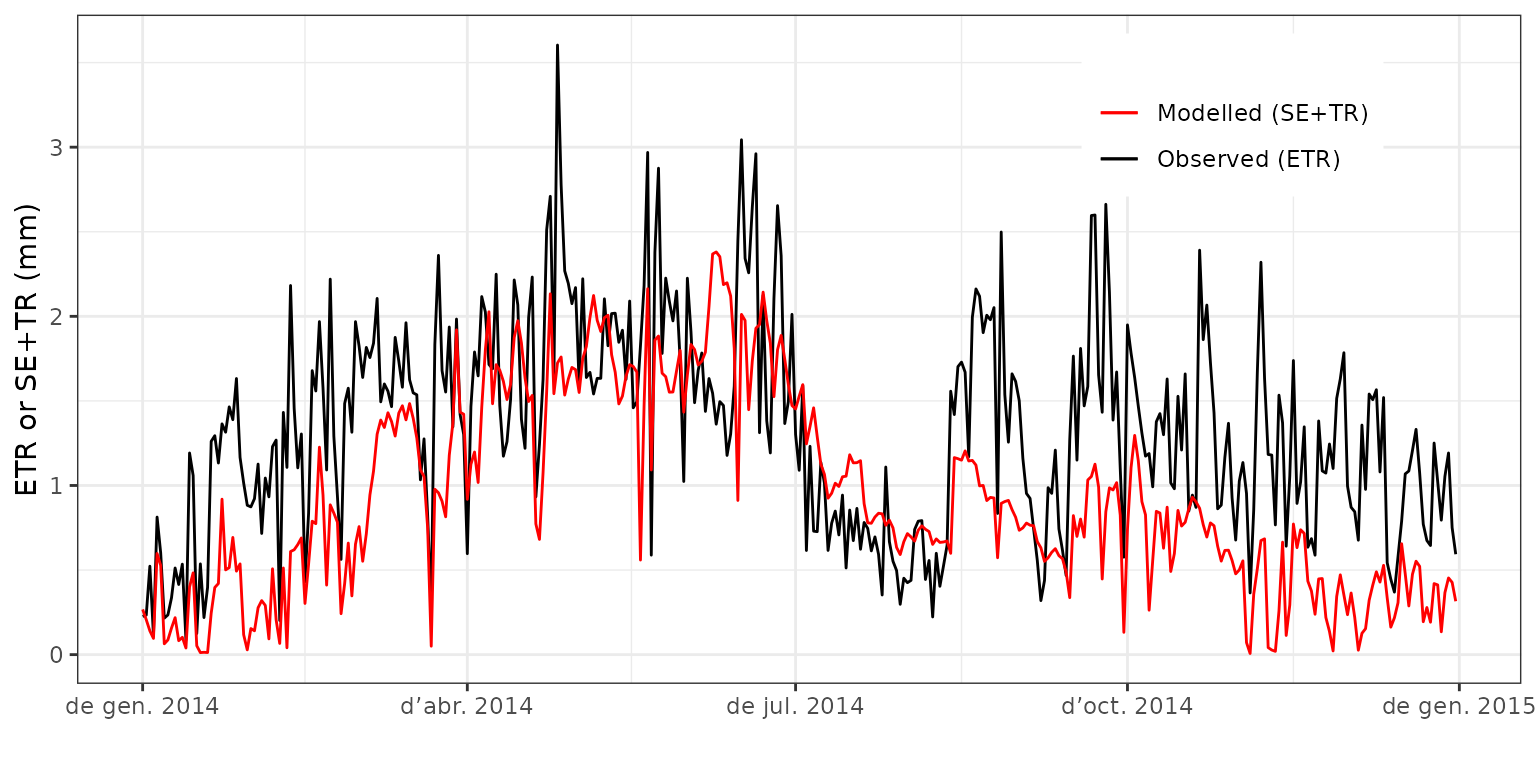 ETR or SE+TR (mm)
3
2
1
0
Modelled (SE+TR)
Observed (ETR)
de gen. 2014
d’abr. 2014
de jul. 2014
d’oct. 2014
de gen. 2015